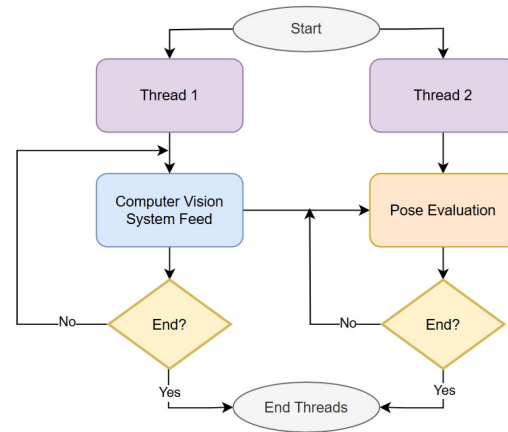 Start
Thread 1
Thread 2
Computer Vision
System Feed
Pose Evaluation
End?
No
End?
No
Yes
Yes
End Threads